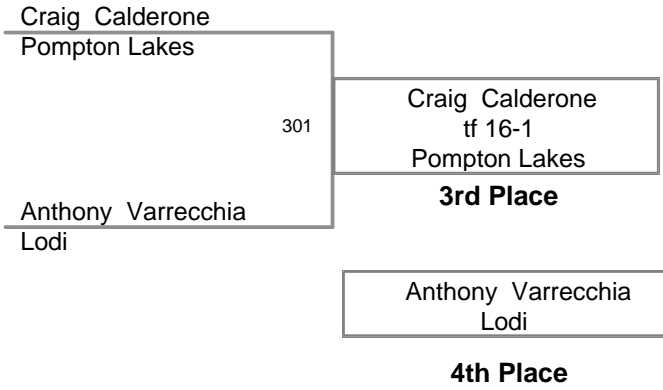 Craig Calderone
Pompton Lakes
301
Craig Calderone
tf 16-1
Pompton Lakes
3rd Place
Anthony Varrecchia
Lodi
Anthony Varrecchia
Lodi
4th Place